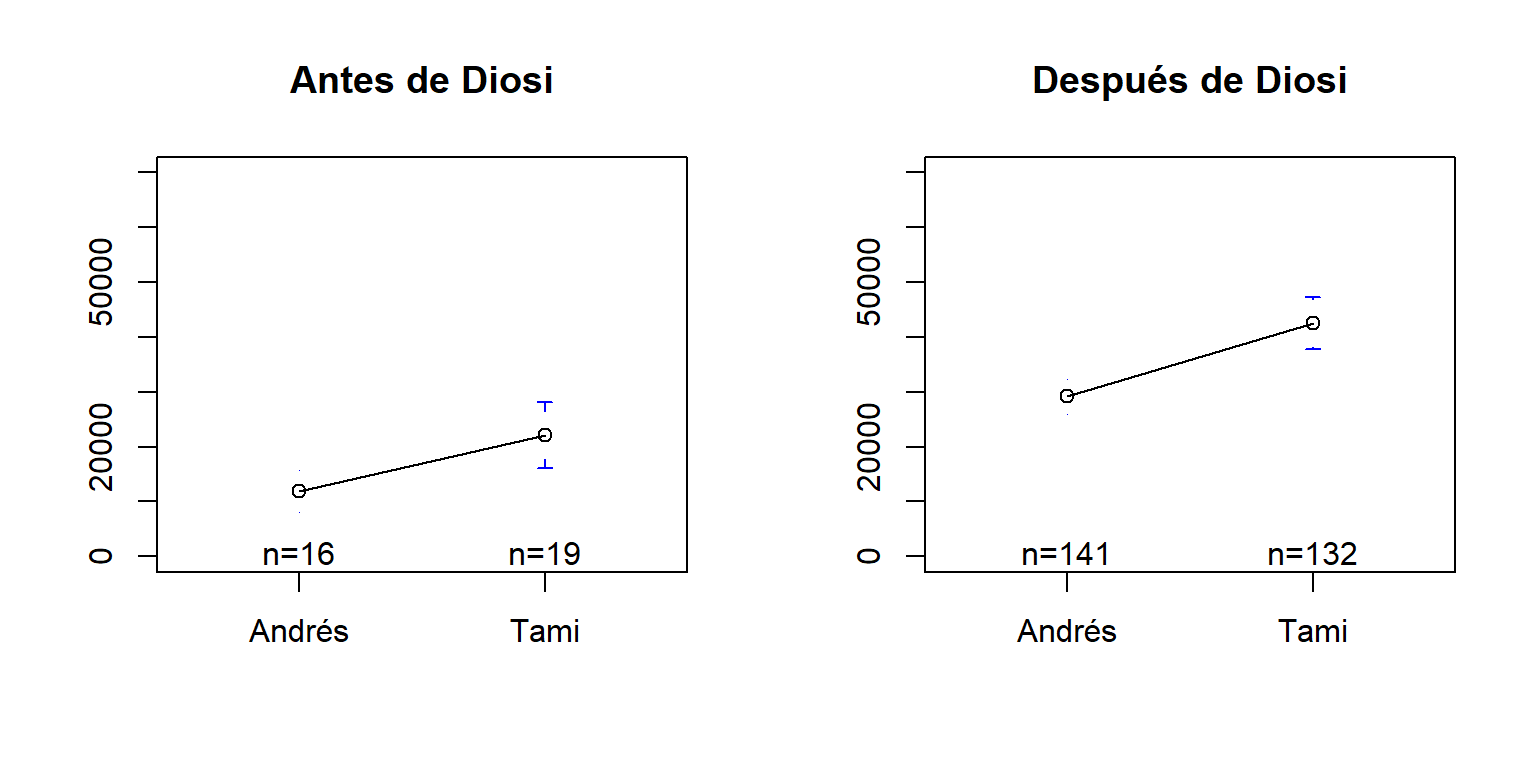 Antes de Diosi
50000
20000
0
n=16
n=19
Andrés
Tami
Después de Diosi
50000
20000
0
n=141
n=132
Andrés
Tami